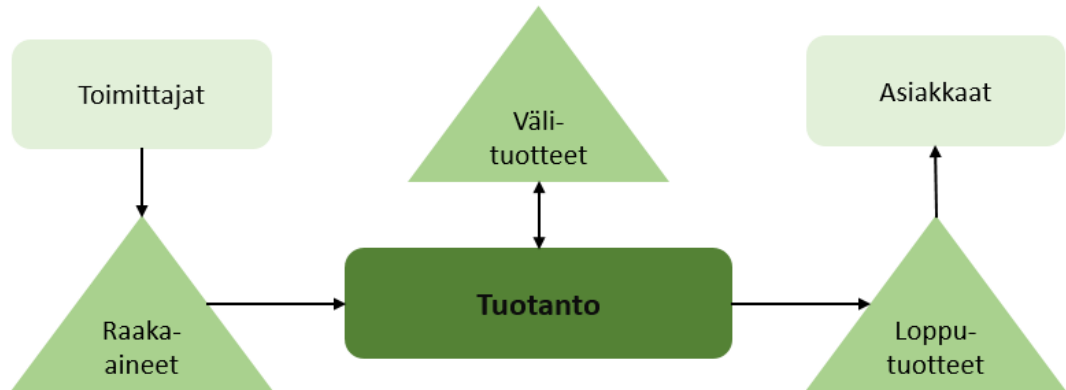 Toimittajat
Väli-
tuotteet
Asiakkaat
Raaka-
aineet
Tuotanto
Loppu-
tuotteet